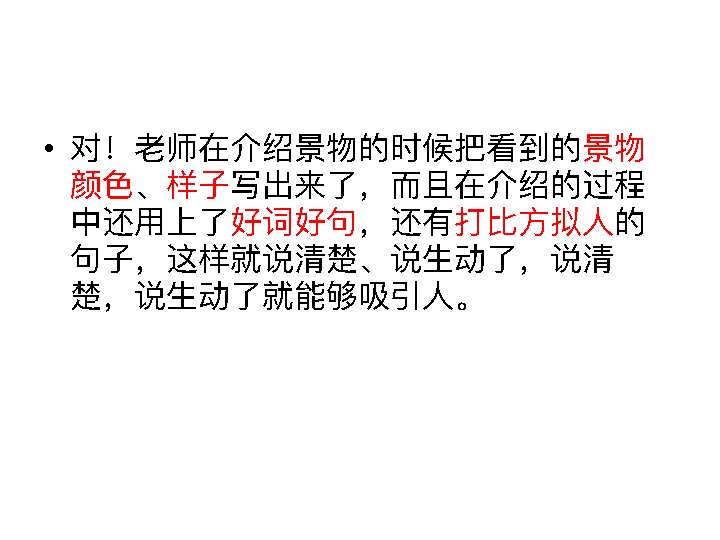 • 对！老师在介绍景物的时候把看到的景物
颜色、样子写出来了，而且在介绍的过程
中还用上了好词好句，还有打比方拟人的
句子，这样就说清楚、说生动了，说清
楚，说生动了就能够吸引人。